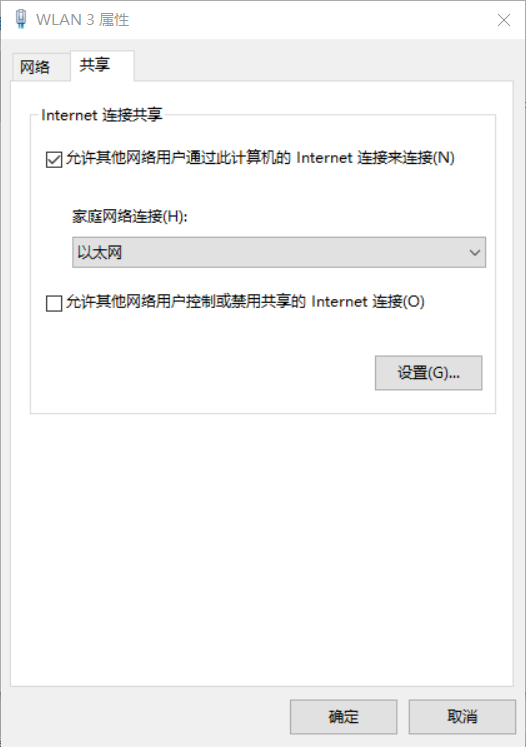 WLAN 3 属性
网络
共享
Internet 连接共享
允许其他网络用户通过此计算机的 Internet 连接来连接(N)
家庭网络连接(H):
以太网
允许其他网络用户控制或禁用共享的 Internet 连接(O)
设置(G)...
确定
取消